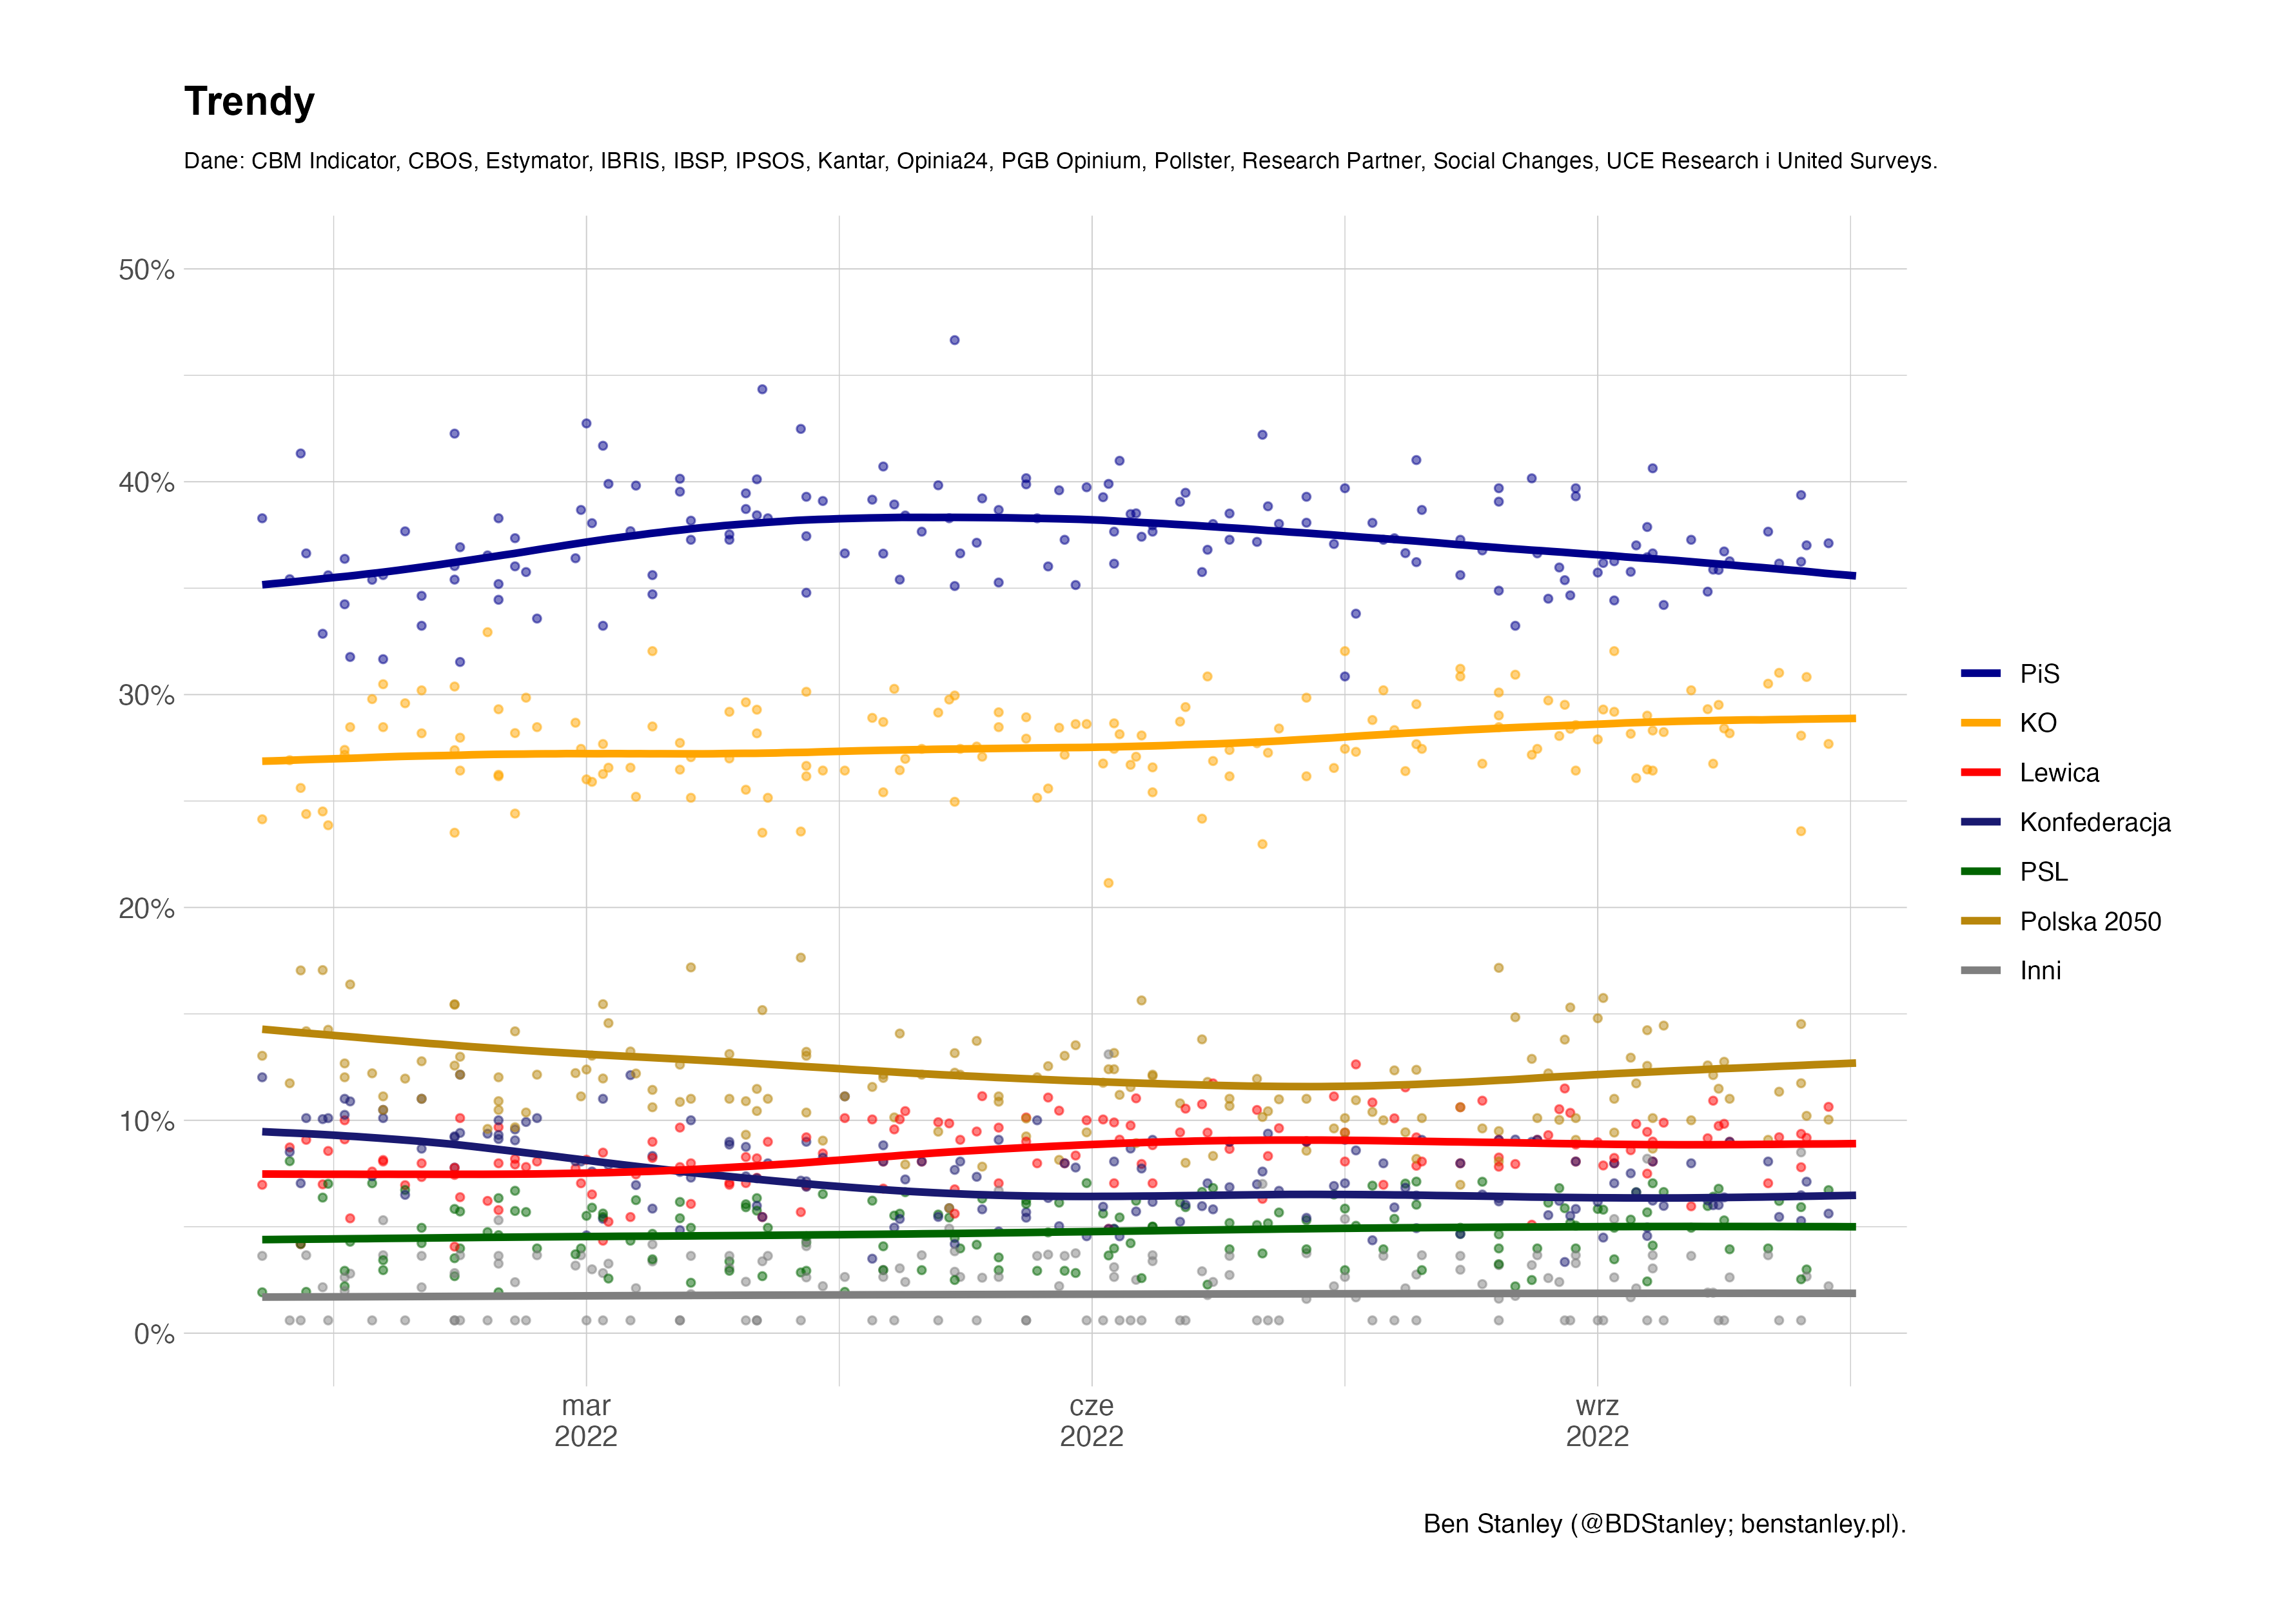 Trendy
Dane: CBM Indicator, CBOS, Estymator, IBRIS, IBSP, IPSOS, Kantar, Opinia24, PGB Opinium, Pollster, Research Partner, Social Changes, UCE Research i United Surveys.
50%
40%
30%
20%
10%
0%
mar
2022
cze
2022
wrz
2022
PiS
KO
Lewica
Konfederacja
PSL
Polska 2050
Inni
Ben Stanley (@BDStanley; benstanley.pl).